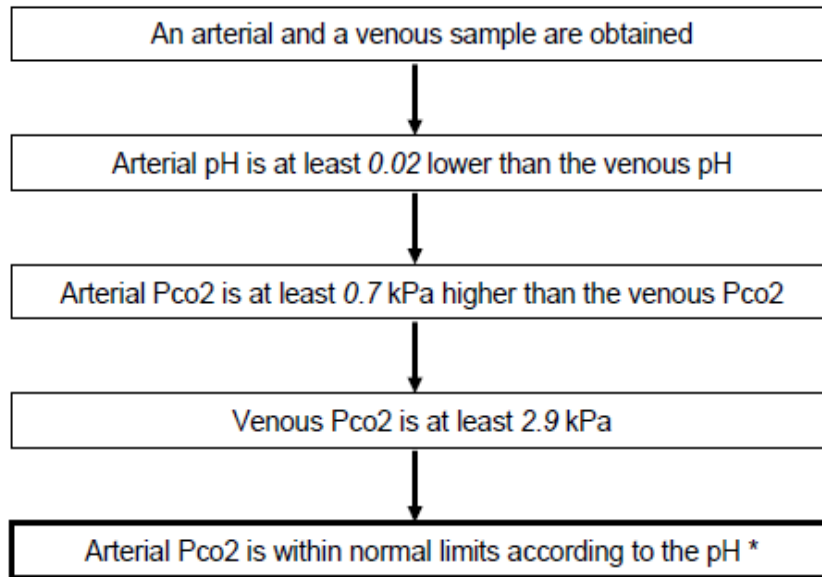 An arterial and a venous sample are obtained
Arterial pH is at least 0.02 lower than the venous pH
Arterial Pco2 is at least 0.7 kPa higher than the venous Pco2
Venous Pco2 is at least 2.9 kPa
Arterial Pco2 is within normal limits according to the pH *